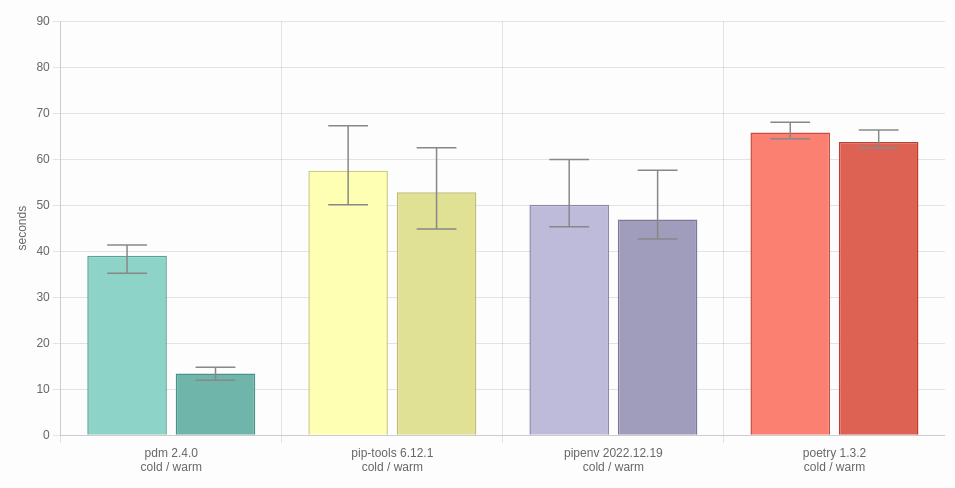 90
80
70
60
50
40
30
20
10
0
seconds
pdm 2.4.0
cold / warm
pip-tools 6.12.1
cold / warm
pipenv 2022.12.19
cold / warm
poetry 1.3.2
cold / warm